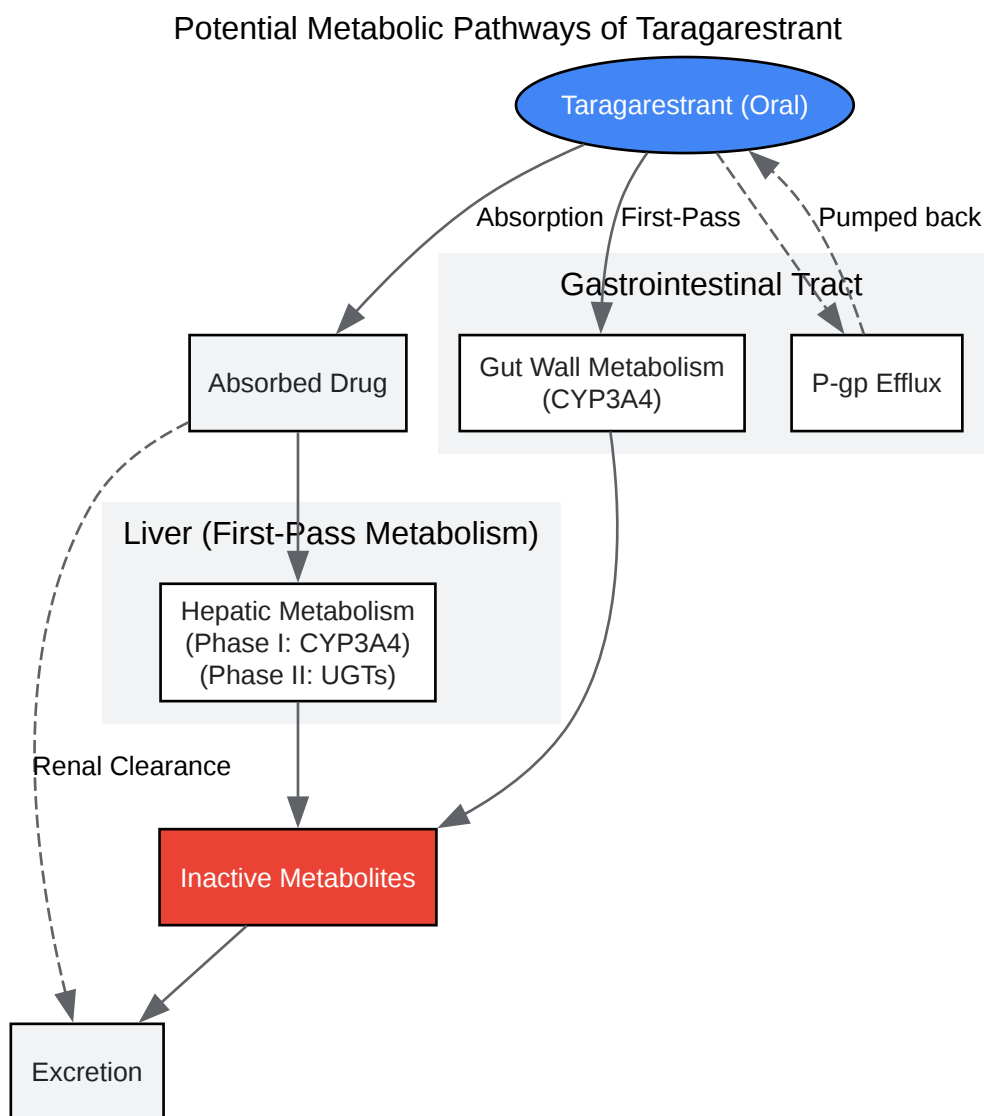 Potential Metabolic Pathways of Taragarestrant
Taragarestrant (Oral)
Absorption
First-Pass
Pumped back
Gastrointestinal Tract
Absorbed Drug
Gut Wall Metabolism
(CYP3A4)
P-gp Efflux
Liver (First-Pass Metabolism)
Hepatic Metabolism
(Phase I: CYP3A4)
(Phase II: UGTs)
Renal Clearance
Inactive Metabolites
Excretion